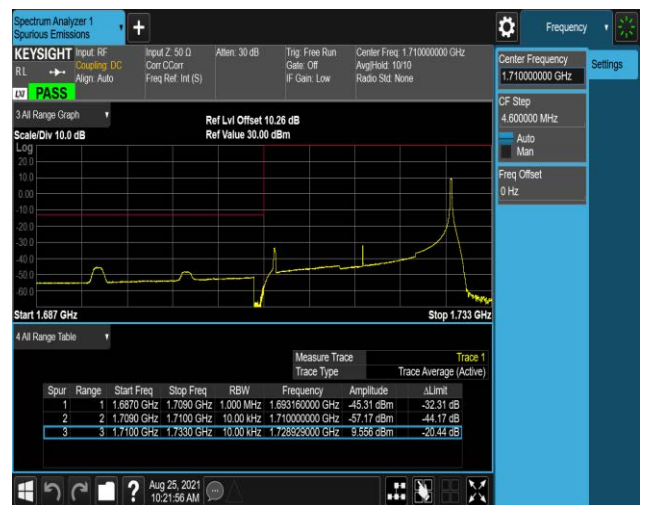 Spectrum Analyzer 1
Spurious Emissions
+
Frequency
KEYSIGHT
RL
LXI
PASS
Input: RF
Coupling: DC
Align: Auto
Input Z: 50 Ω
Corr CCorr
Freq Ref: Int (S)
Atten: 30 dB
Trig: Free Run
Gate: Off
IF Gain: Low
Center Freq: 1.710000000 GHz
Avg|Hold: 10/10
Radio Std: None
Center Frequency
1.710000000 GHz
Settings
CF Step
4.600000 MHz
Auto
Man
Freq Offset
0 Hz
3 All Range Graph
Scale/Div 10.0 dB
Ref Lvl Offset 10.26 dB
Ref Value 30.00 dBm
Log
20.0
10.0
0.00
-10.0
-20.0
-30.0
-40.0
-50.0
-60.0
Start 1.687 GHz
Stop 1.733 GHz
4 All Range Table
Measure Trace Trace 1
Trace Type Trace Average (Active)
Spur Range Start Freq Stop Freq RBW Frequency Amplitude ΔLimit
1 1 1.6870 GHz 1.7090 GHz 1.000 MHz 1.693160000 GHz -45.31 dBm -32.31 dB
2 2 1.7090 GHz 1.7100 GHz 10.00 kHz 1.710000000 GHz -57.17 dBm -44.17 dB
3 3 1.7100 GHz 1.7330 GHz 10.00 kHz 1.728929000 GHz 9.556 dBm -20.44 dB
?
Aug 25, 2021
10:21:56 AM